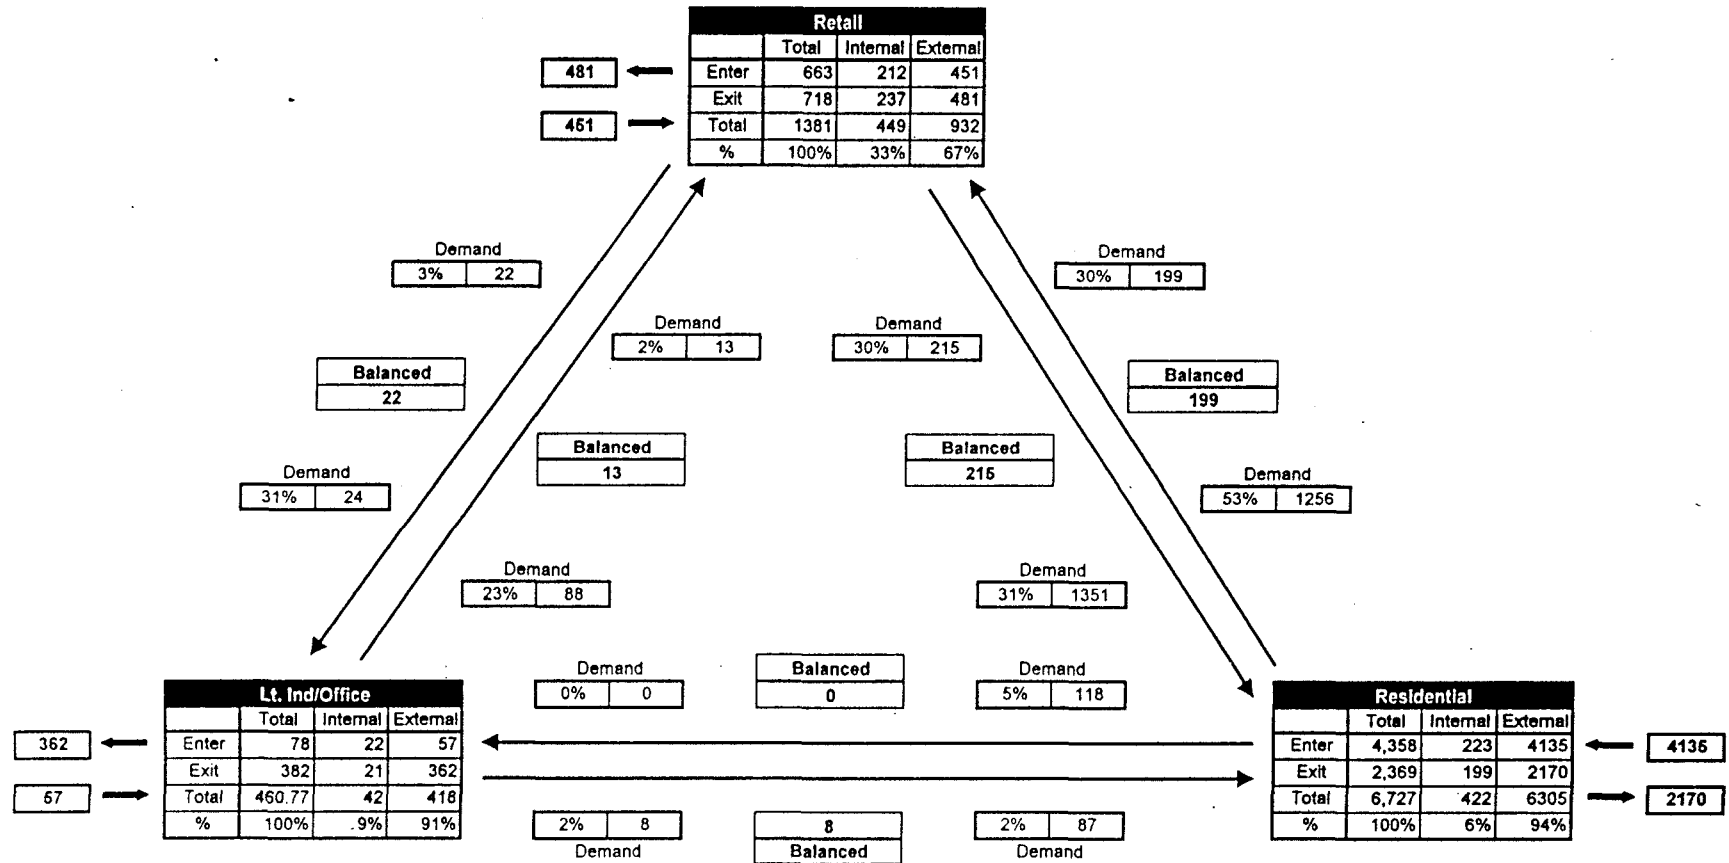 Retail
Total Internal External
481 Enter 663 212 451
Exit 718 237 481
451 Total 1381 449 932
% 100% 33% 67%
Demand
3% 22
Demand
30% 199
Demand
2% 13
Demand
30% 215
Balanced
22
Balanced
199
Balanced
13
Balanced
215
Demand
31% 24
Demand
53% 1256
Demand
23% 88
Demand
31% 1351
Demand
0% 0
Balanced
0
Demand
5% 118
Lt. Ind/Office
Total Internal External
362 Enter 78 22 57
Exit 382 21 362
57 Total 460.77 42 418
% 100% 9% 91%
Residential
Total Internal External
Enter 4,358 223 4135 4135
Exit 2,369 199 2170
Total 6,727 422 6305 2170
% 100% 6% 94%
2% 8
Demand
8
Balanced
2% 87
Demand